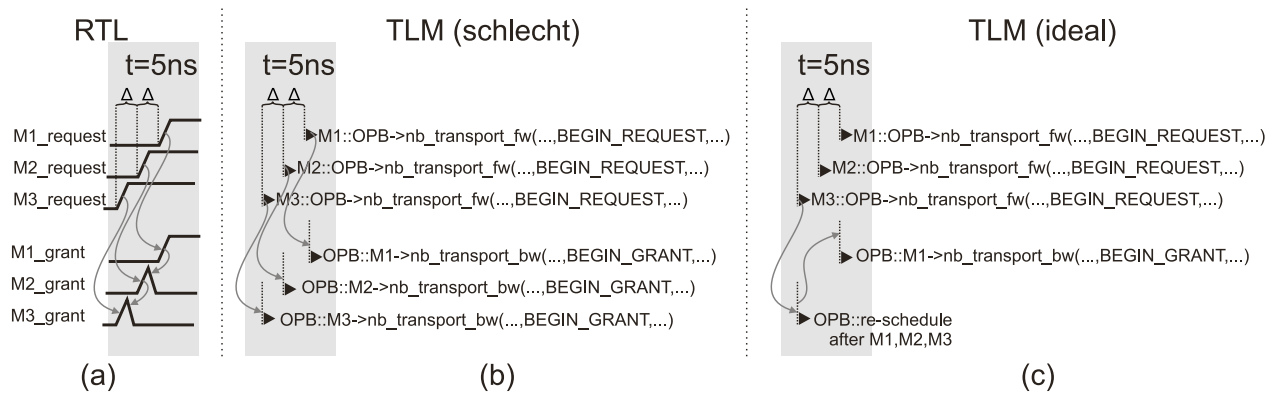 RTL
t=5ns
Δ Δ
M1_request
M2_request
M3_request
M1_grant
M2_grant
M3_grant
(a)
TLM (schlecht)
t=5ns
Δ Δ
M1::OPB->nb_transport_fw(...,BEGIN_REQUEST,...)
M2::OPB->nb_transport_fw(...,BEGIN_REQUEST,...)
M3::OPB->nb_transport_fw(...,BEGIN_REQUEST,...)
OPB::M1->nb_transport_bw(...,BEGIN_GRANT,...)
OPB::M2->nb_transport_bw(...,BEGIN_GRANT,...)
OPB::M3->nb_transport_bw(...,BEGIN_GRANT,...)
(b)
TLM (ideal)
t=5ns
Δ Δ
M1::OPB->nb_transport_fw(...,BEGIN_REQUEST,...)
M2::OPB->nb_transport_fw(...,BEGIN_REQUEST,...)
M3::OPB->nb_transport_fw(...,BEGIN_REQUEST,...)
OPB::M1->nb_transport_bw(...,BEGIN_GRANT,...)
OPB::re-schedule
after M1,M2,M3
(c)